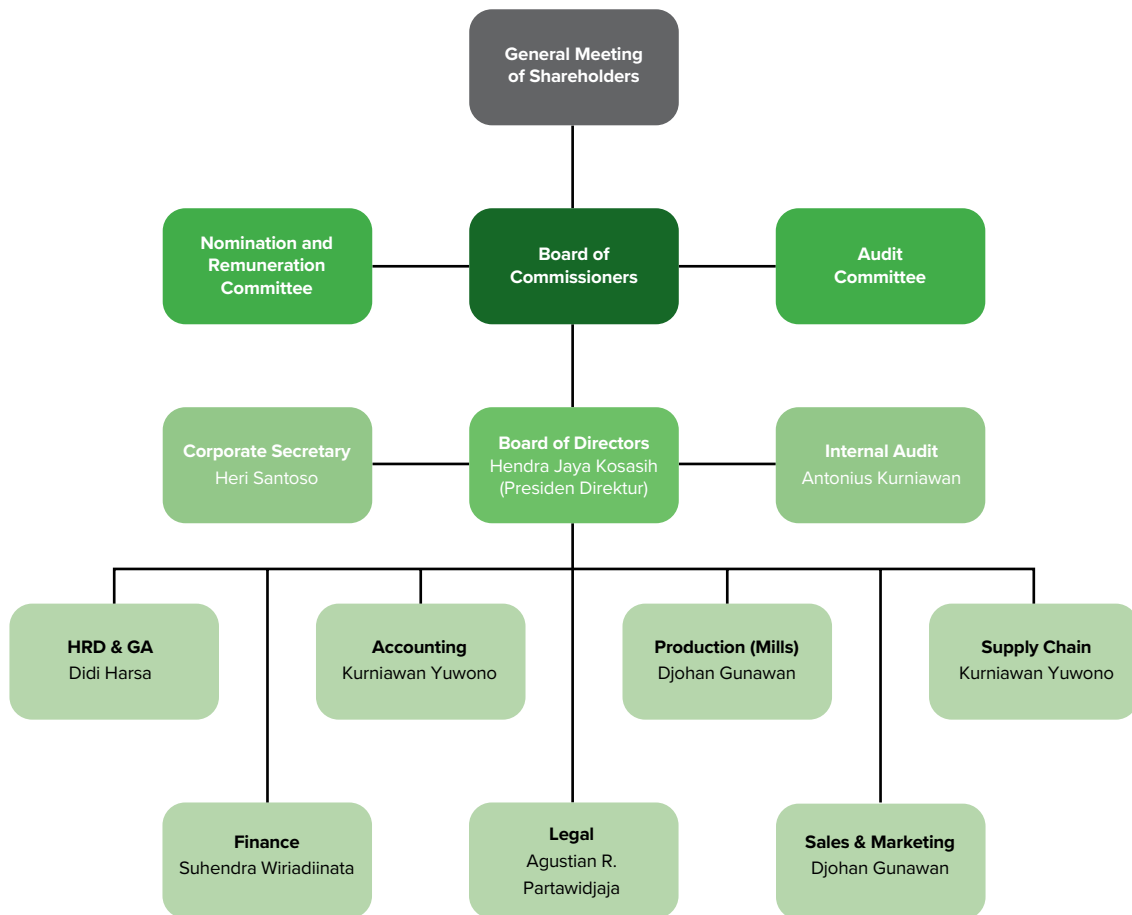 General Meeting
of Shareholders
Nomination and
Remuneration
Committee
Board of
Commissioners
Audit
Committee
Corporate Secretary
Heri Santoso
Board of Directors
Hendra Jaya Kosasih
(Presiden Direktur)
Internal Audit
Antonius Kurniawan
HRD & GA
Didi Harsa
Accounting
Kurniawan Yuwono
Production (Mills)
Djohan Gunawan
Supply Chain
Kurniawan Yuwono
Finance
Suhendra Wiriadiinata
Legal
Agustian R.
Partawidjaja
Sales & Marketing
Djohan Gunawan